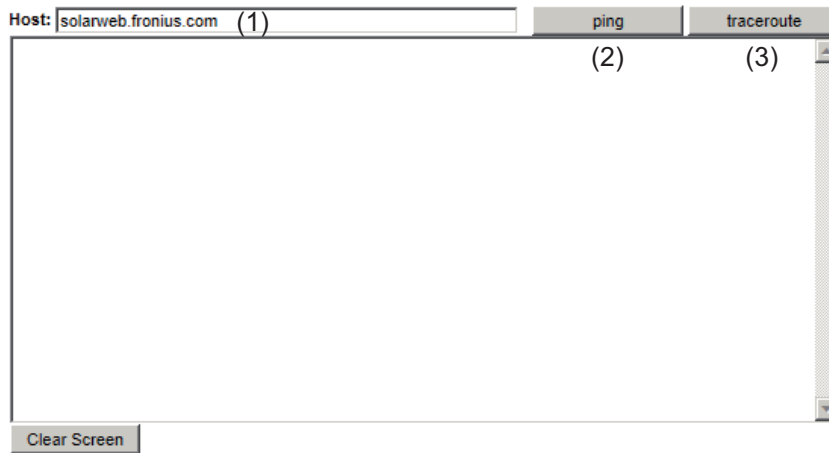 Host: solarweb.fronius.com (1) ping traceroute
(2) (3)
Clear Screen